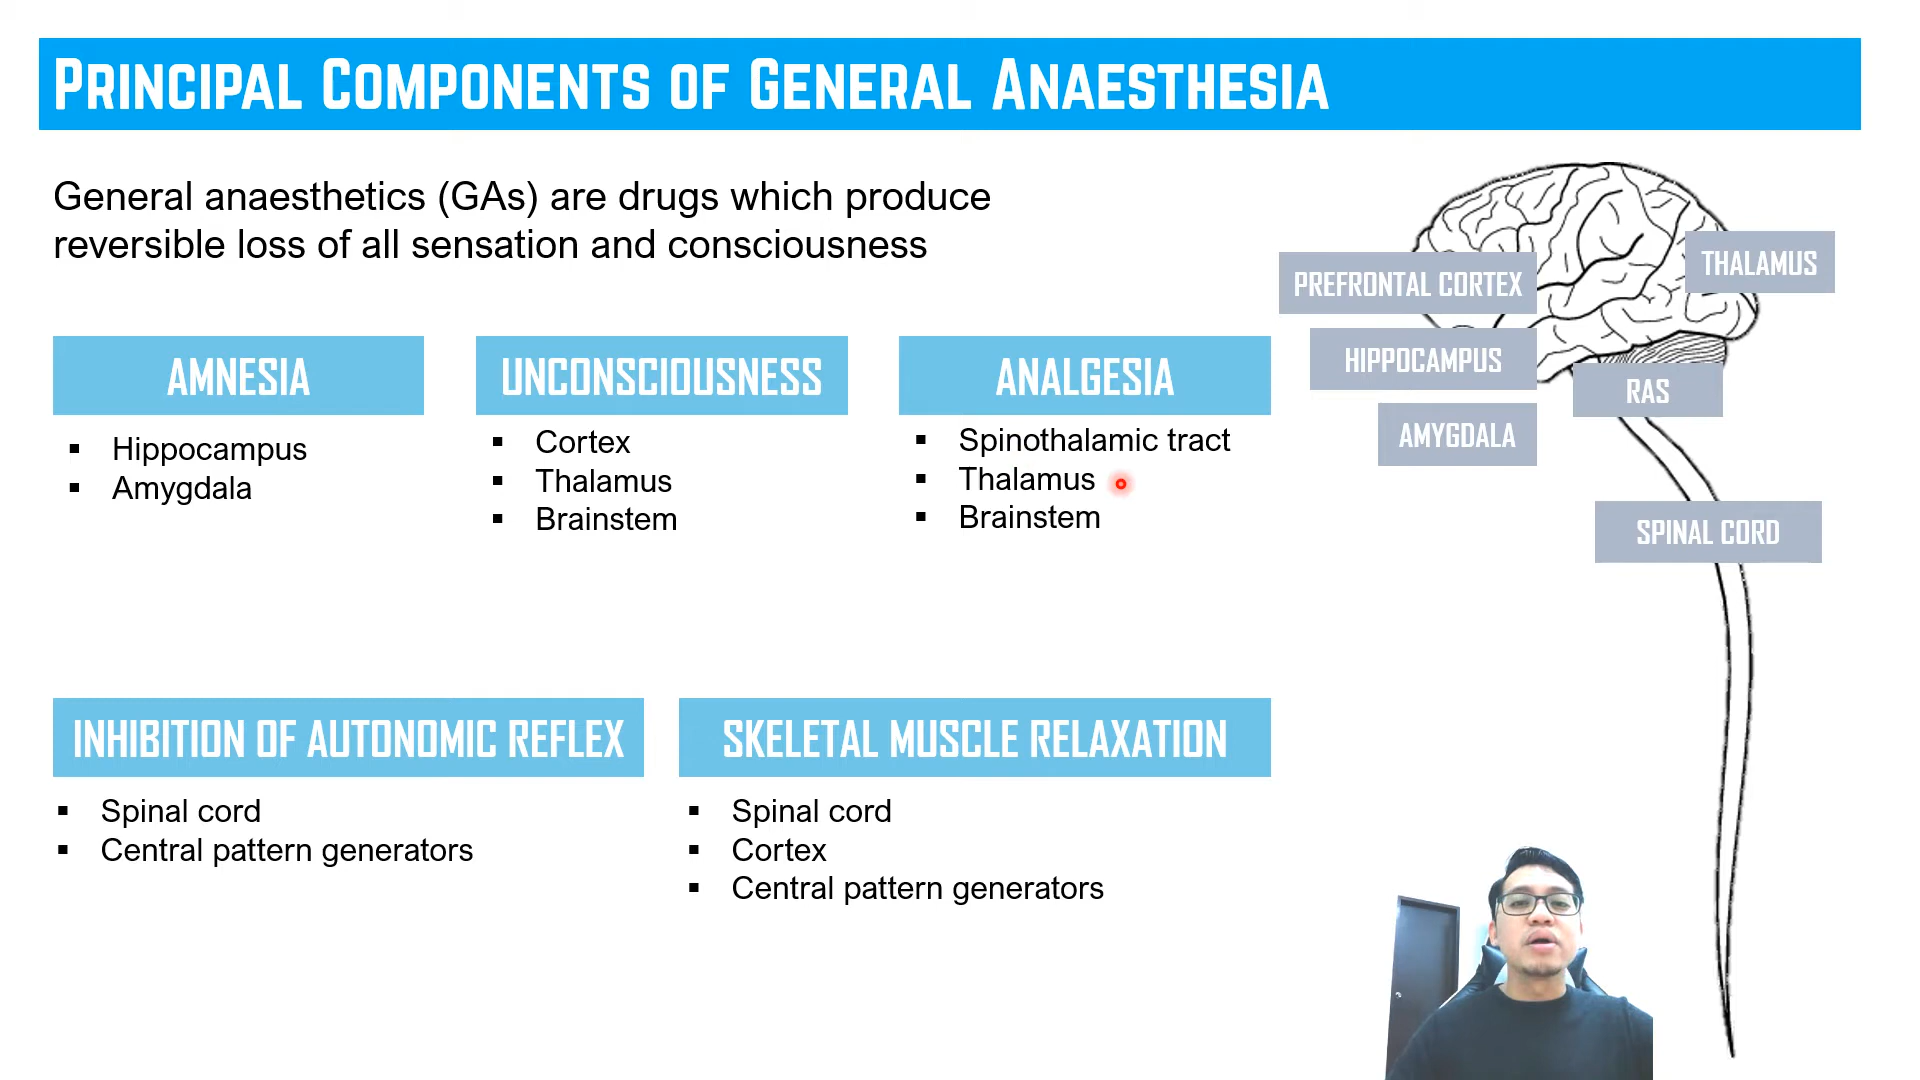 PRINCIPAL COMPONENTS OF GENERAL ANAESTHESIA
General anaesthetics (GAs) are drugs which produce
reversible loss of all sensation and consciousness
AMNESIA
▪ Hippocampus
▪ Amygdala
UNCONSCIOUSNESS
▪ Cortex
▪ Thalamus
▪ Brainstem
ANALGESIA
▪ Spinothalamic tract
▪ Thalamus
▪ Brainstem
INHIBITION OF AUTONOMIC REFLEX
▪ Spinal cord
▪ Central pattern generators
SKELETAL MUSCLE RELAXATION
▪ Spinal cord
▪ Cortex
▪ Central pattern generators
PREFRONTAL CORTEX
THALAMUS
HIPPOCAMPUS
RAS
AMYGDALA
SPINAL CORD